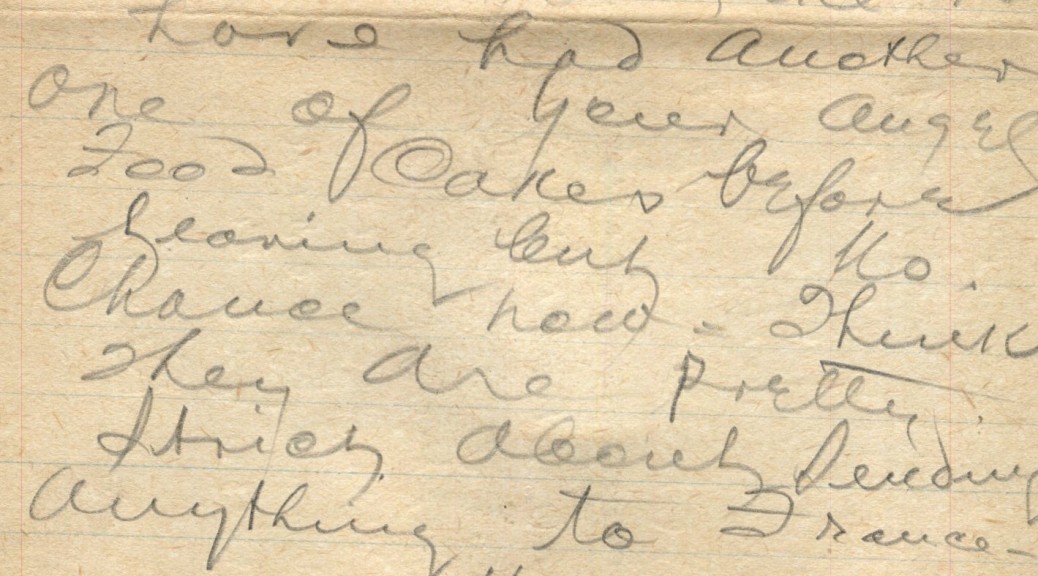 have had another
one of your angel
Food Cakes before
leaving but no
Chance now - Think
They are pretty
Strict about sending
anything to France -